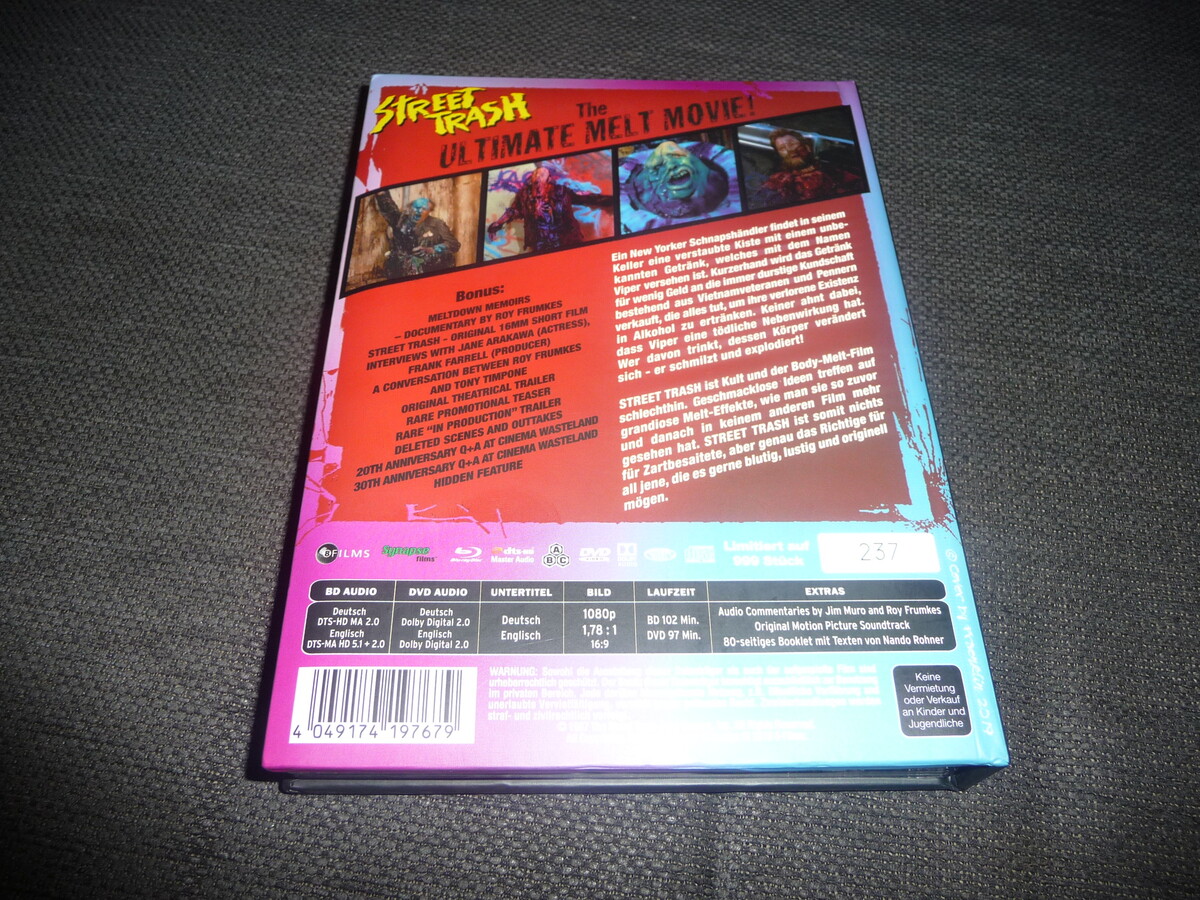 STREET
TRASH
The
ULTIMATE MELT MOVIE!
Bonus:
MELTDOWN MEMOIRS
– DOCUMENTARY BY ROY FRUMKES
STREET TRASH - ORIGINAL 16MM SHORT FILM
INTERVIEWS WITH JANE ARAKAWA (ACTRESS),
FRANK FARRELL (PRODUCER)
A CONVERSATION BETWEEN ROY FRUMKES
AND TONY TIMPONE
ORIGINAL THEATRICAL TRAILER
RARE PROMOTIONAL TEASER
RARE "IN PRODUCTION" TRAILER
DELETED SCENES AND OUTTAKES
20TH ANNIVERSARY Q+A AT CINEMA WASTELAND
30TH ANNIVERSARY Q+A AT CINEMA WASTELAND
HIDDEN FEATURE
Ein New Yorker Schnapshändler findet in seinem
Keller eine verstaubte Kiste mit einem unbe-
kannten Getränk, welches mit dem Namen
Viper versehen ist. Kurzerhand wird das Getränk
für wenig Geld an die immer durstige Kundschaft
bestehend aus Vietnamveteranen und Pennern
verkauft, die alles tut, um ihre verlorene Existenz
in Alkohol zu ertränken. Keiner ahnt dabei,
dass Viper eine tödliche Nebenwirkung hat.
Wer davon trinkt, dessen Körper verändert
sich - er schmilzt und explodiert!
STREET TRASH ist Kult und der Body-Melt-Film
schlechthin. Geschmacklose Ideen treffen auf
grandiose Melt-Effekte, wie man sie so zuvor
und danach in keinem anderen Film mehr
gesehen hat. STREET TRASH ist somit nichts
für Zartbesaitete, aber genau das Richtige für
all jene, die es gerne blutig, lustig und originell
mögen.
FILMS
Synapse
films
Blu-ray
dts-HD
Master Audio
A
B C
DVD
Limitiert auf
999 Stück
237
BD AUDIO
DVD AUDIO
UNTERTITEL
BILD
LAUFZEIT
EXTRAS
Deutsch
DTS-HD MA 2.0
Englisch
DTS-MA HD 5.1 + 2.0
Deutsch
Dolby Digital 2.0
Englisch
Dolby Digital 2.0
Deutsch
Englisch
1080p
1,78 : 1
16:9
BD 102 Min.
DVD 97 Min.
Audio Commentaries by Jim Muro and Roy Frumkes
Original Motion Picture Soundtrack
80-seitiges Booklet mit Texten von Nando Rohner
4 049174 197679
WARNUNG:
im privaten Bereich.
Keine
Vermietung
oder Verkauf
an Kinder und
Jugendliche